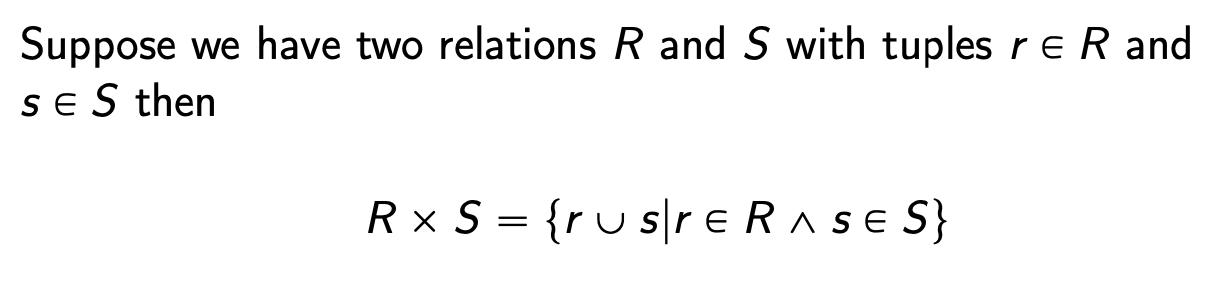 Suppose we have two relations R and S with tuples r ∈ R and
s ∈ S then
R × S = {r ∪ s|r ∈ R ∧ s ∈ S}